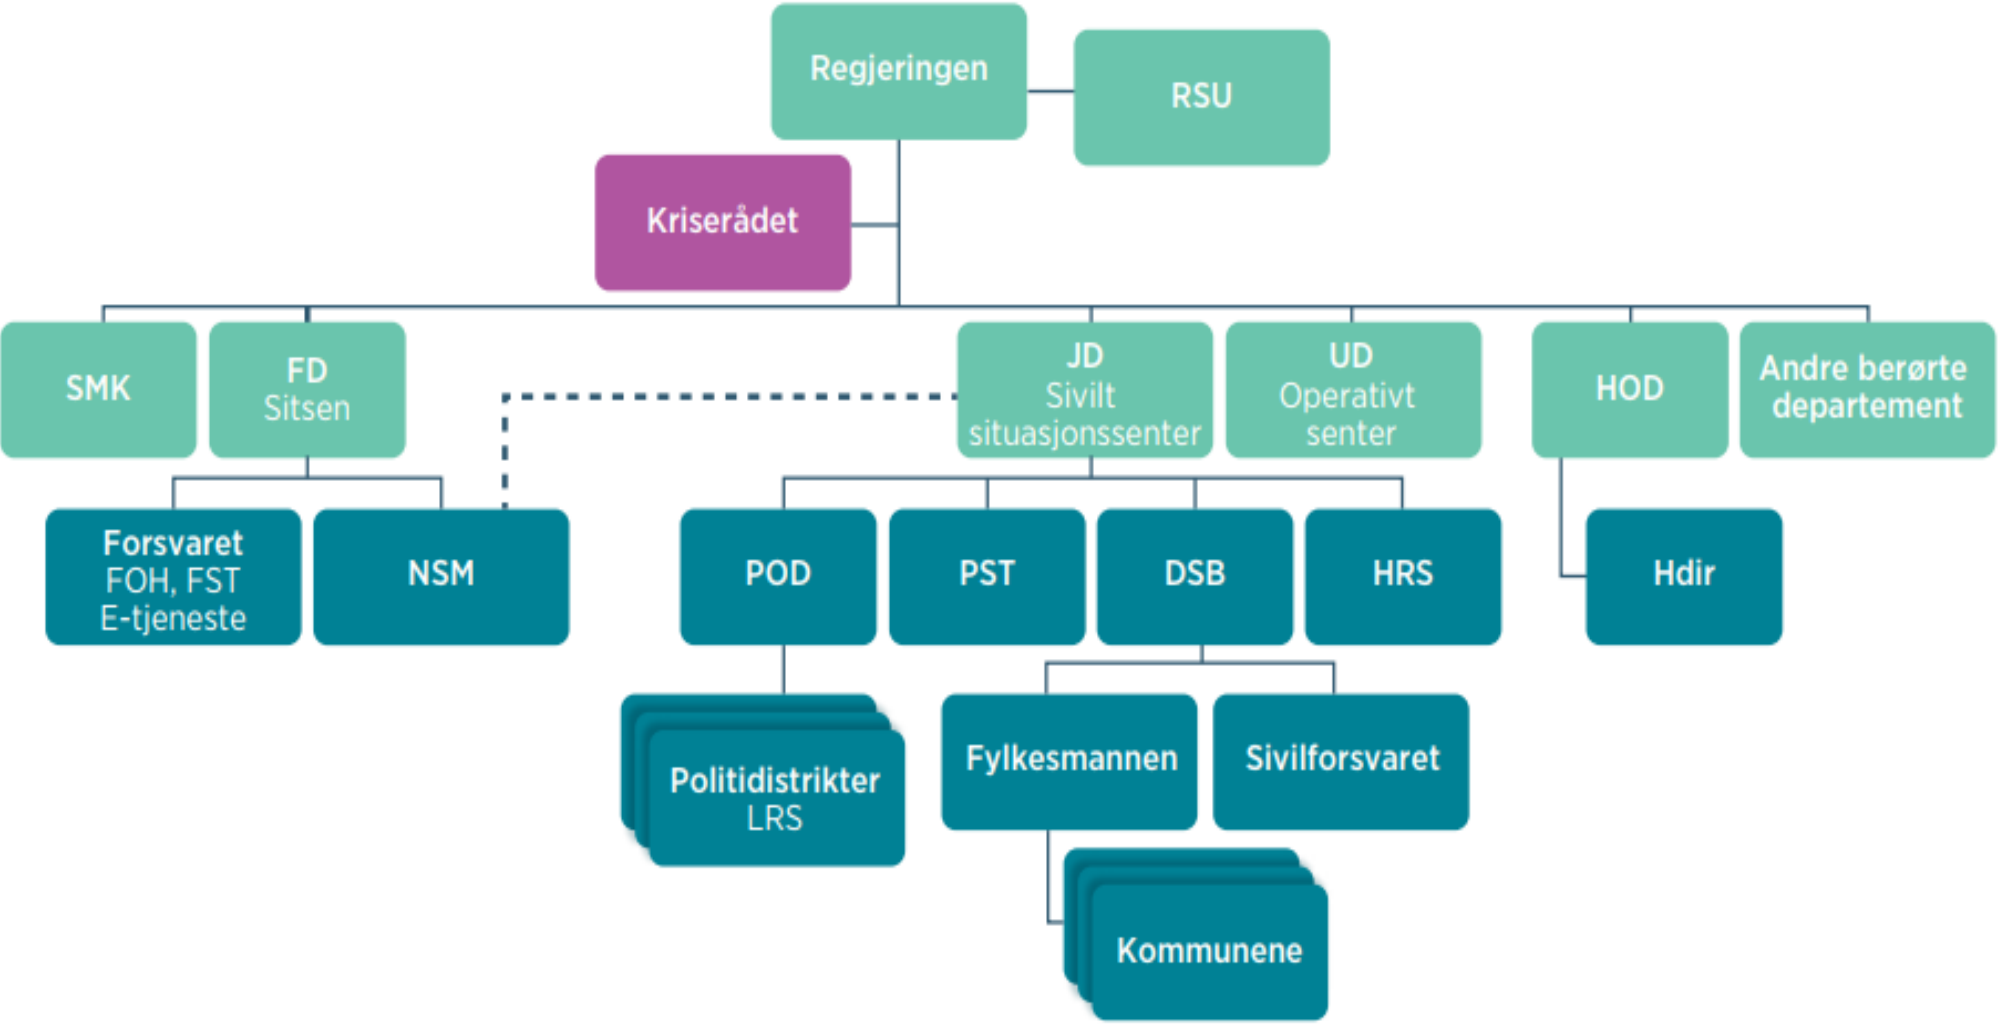 Regjeringen
RSU
Kriserådet
SMK
FD
Sitsen
JD
Sivilt
situasjonssenter
UD
Operativt
senter
HOD
Andre berørte
departement
Forsvaret
FOH, FST
E-tjeneste
NSM
POD
PST
DSB
HRS
Hdir
Politidistrikter
LRS
Fylkesmannen
Sivilforsvaret
Kommunene